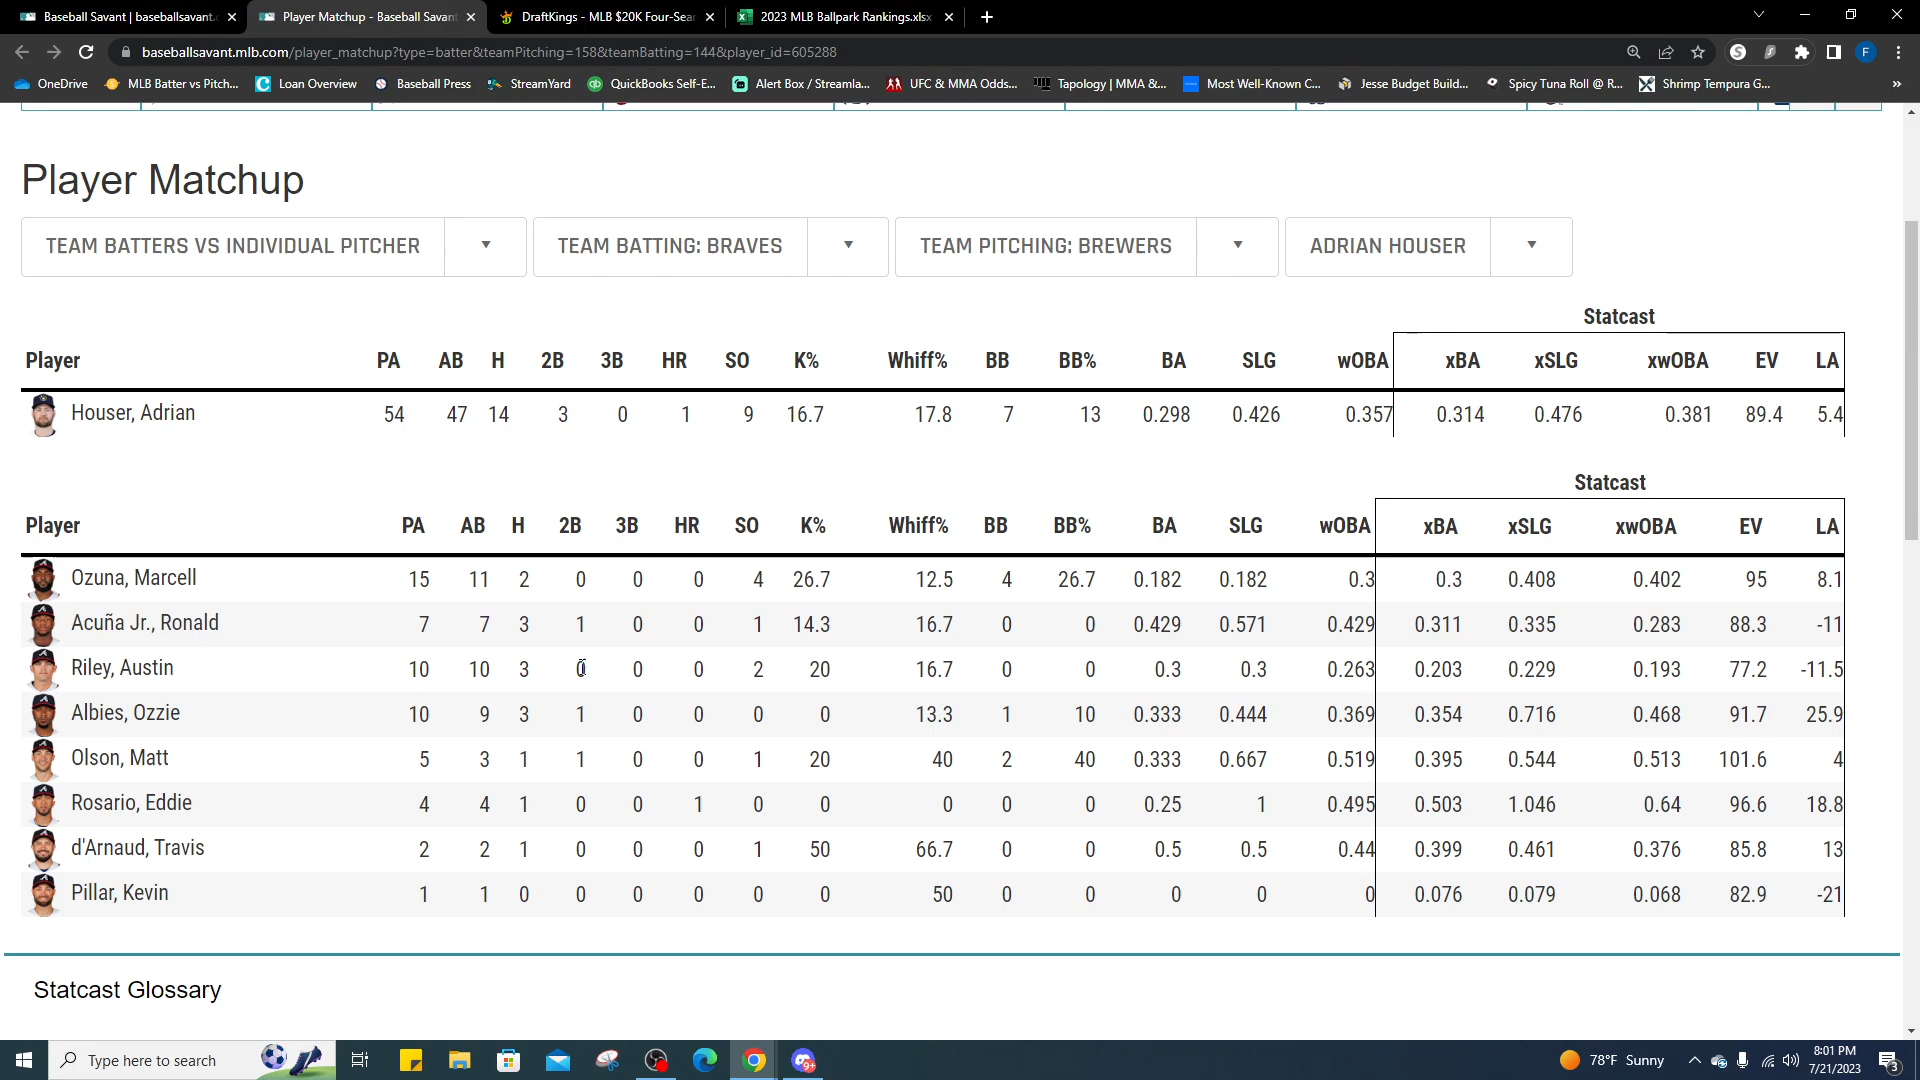 Baseball Savant | baseballsavant.
Player Matchup - Baseball Savant
DraftKings - MLB $20K Four-Sea
2023 MLB Ballpark Rankings.xlsx
baseballsavant.mlb.com/player_matchup?type=batter&teamPitching=158&teamBatting=144&player_id=605288
OneDrive MLB Batter vs Pitch... Loan Overview Baseball Press StreamYard QuickBooks Self-E... Alert Box / Streamla... UFC & MMA Odds... Tapology | MMA &... Most Well-Known C... Jesse Budget Build... Spicy Tuna Roll @ R... Shrimp Tempura G... »
Player Matchup
TEAM BATTERS VS INDIVIDUAL PITCHER TEAM BATTING: BRAVES TEAM PITCHING: BREWERS ADRIAN HOUSER
Statcast
Player PA AB H 2B 3B HR SO K% Whiff% BB BB% BA SLG wOBA xBA xSLG xwOBA EV LA
Houser, Adrian 54 47 14 3 0 1 9 16.7 17.8 7 13 0.298 0.426 0.357 0.314 0.476 0.381 89.4 5.4
Statcast
Player PA AB H 2B 3B HR SO K% Whiff% BB BB% BA SLG wOBA xBA xSLG xwOBA EV LA
Ozuna, Marcell 15 11 2 0 0 0 4 26.7 12.5 4 26.7 0.182 0.182 0.3 0.3 0.408 0.402 95 8.1
Acuña Jr., Ronald 7 7 3 1 0 0 1 14.3 16.7 0 0 0.429 0.571 0.429 0.311 0.335 0.283 88.3 -11
Riley, Austin 10 10 3 0 0 0 2 20 16.7 0 0 0.3 0.3 0.263 0.203 0.229 0.193 77.2 -11.5
Albies, Ozzie 10 9 3 1 0 0 0 0 13.3 1 10 0.333 0.444 0.369 0.354 0.716 0.468 91.7 25.9
Olson, Matt 5 3 1 1 0 0 1 20 40 2 40 0.333 0.667 0.519 0.395 0.544 0.513 101.6 4
Rosario, Eddie 4 4 1 0 0 1 0 0 0 0 0 0.25 1 0.495 0.503 1.046 0.64 96.6 18.8
d'Arnaud, Travis 2 2 1 0 0 0 1 50 66.7 0 0 0.5 0.5 0.44 0.399 0.461 0.376 85.8 13
Pillar, Kevin 1 1 0 0 0 0 0 0 50 0 0 0 0 0 0.076 0.079 0.068 82.9 -21
Statcast Glossary
Type here to search
9+
78°F Sunny
8:01 PM
7/21/2023
3